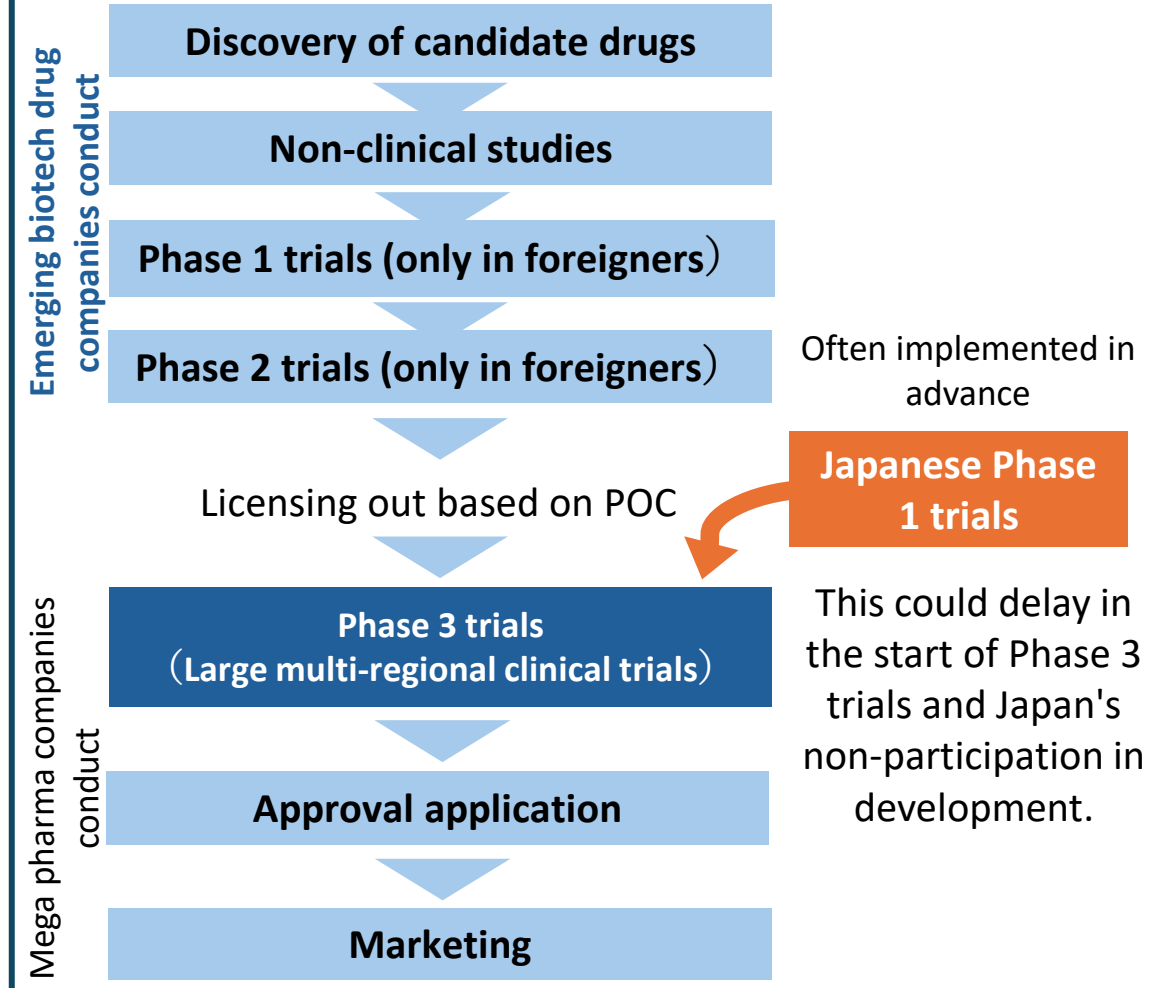 Emerging biotech drug
companies conduct
Discovery of candidate drugs
Non-clinical studies
Phase 1 trials (only in foreigners）
Phase 2 trials (only in foreigners）
Licensing out based on POC
Often implemented in
advance
Japanese Phase
1 trials
Mega pharma companies
conduct
Phase 3 trials
（Large multi-regional clinical trials）
This could delay in
the start of Phase 3
trials and Japan's
non-participation in
development.
Approval application
Marketing